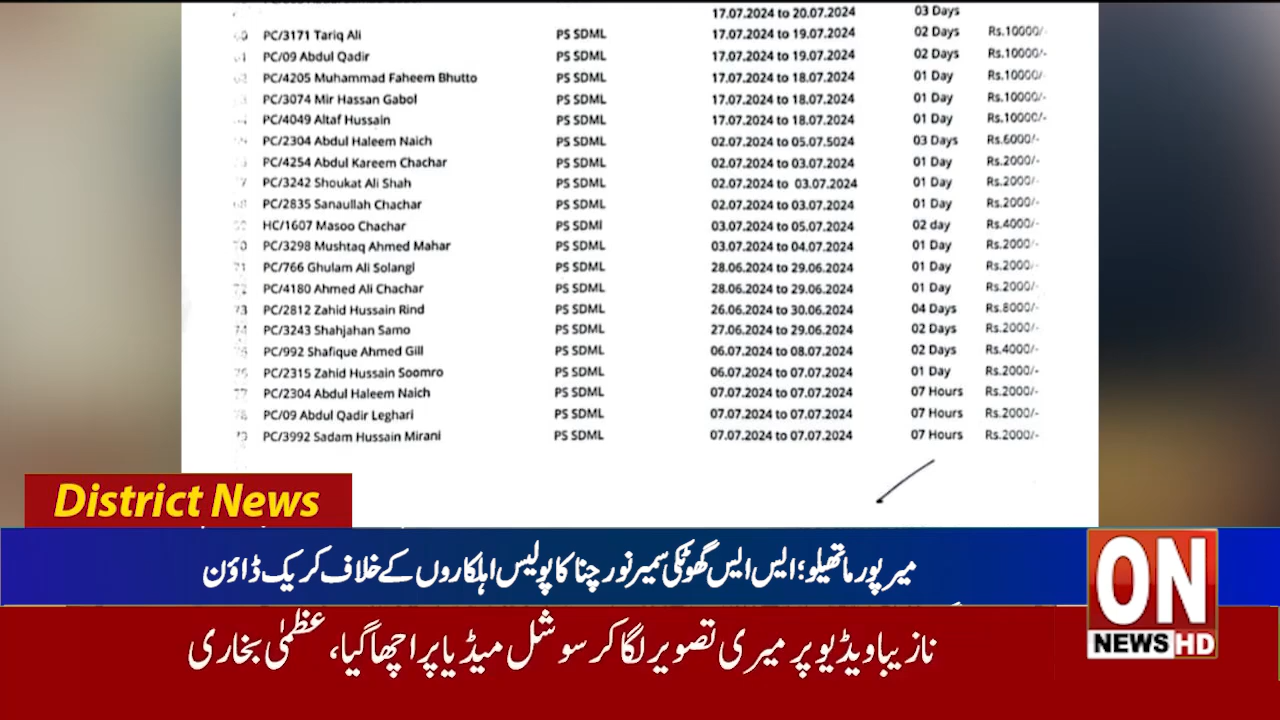 17.07.2024 to 20.07.2024 03 Days
60 PC/3171 Tariq Ali PS SDML 17.07.2024 to 19.07.2024 02 Days Rs.10000/-
PC/09 Abdul Qadir PS SDML 17.07.2024 to 19.07.2024 02 Days Rs.10000/-
PC/4205 Muhammad Faheem Bhutto PS SDML 17.07.2024 to 18.07.2024 01 Day Rs.10000/-
PC/3074 Mir Hassan Gabol PS SDML 17.07.2024 to 18.07.2024 01 Day Rs.10000/-
PC/4049 Altaf Hussain PS SDML 17.07.2024 to 18.07.2024 01 Day Rs.10000/-
PC/2304 Abdul Haleem Naich PS SDML 02.07.2024 to 05.07.5024 03 Days Rs.6000/-
PC/4254 Abdul Kareem Chachar PS SDML 02.07.2024 to 03.07.2024 01 Day Rs.2000/-
PC/3242 Shoukat Ali Shah PS SDML 02.07.2024 to 03.07.2024 01 Day Rs.2000/-
PC/2835 Sanaullah Chachar PS SDML 02.07.2024 to 03.07.2024 01 Day Rs.2000/-
HC/1607 Masoo Chachar PS SDMl 03.07.2024 to 05.07.2024 02 day Rs.4000/-
70 PC/3298 Mushtaq Ahmed Mahar PS SDML 03.07.2024 to 04.07.2024 01 Day Rs.2000/-
71 PC/766 Ghulam Ali Solangi PS SDML 28.06.2024 to 29.06.2024 01 Day Rs.2000/-
72 PC/4180 Ahmed Ali Chachar PS SDML 28.06.2024 to 29.06.2024 01 Day Rs.2000/-
73 PC/2812 Zahid Hussain Rind PS SDML 26.06.2024 to 30.06.2024 04 Days Rs.8000/-
74 PC/3243 Shahjahan Samo PS SDML 27.06.2024 to 29.06.2024 02 Days Rs.2000/-
PC/992 Shafique Ahmed Gill PS SDML 06.07.2024 to 08.07.2024 02 Days Rs.4000/-
76 PC/2315 Zahid Hussain Soomro PS SDML 06.07.2024 to 07.07.2024 01 Day Rs.2000/-
77 PC/2304 Abdul Haleem Naich PS SDML 07.07.2024 to 07.07.2024 07 Hours Rs.2000/-
78 PC/09 Abdul Qadir Leghari PS SDML 07.07.2024 to 07.07.2024 07 Hours Rs.2000/-
79 PC/3992 Sadam Hussain Mirani PS SDML 07.07.2024 to 07.07.2024 07 Hours Rs.2000/-
District News
میرپور ماتھیلو؛ ایس ایس گھوٹکی سمیر نور چنا کا پولیس اہلکاروں کے خلاف کریک ڈاؤن
نازیبا ویڈیو پر میری تصویر لگا کر سوشل میڈیا پر اچھا گیا، عظمیٰ بخاری
ON
NEWS HD